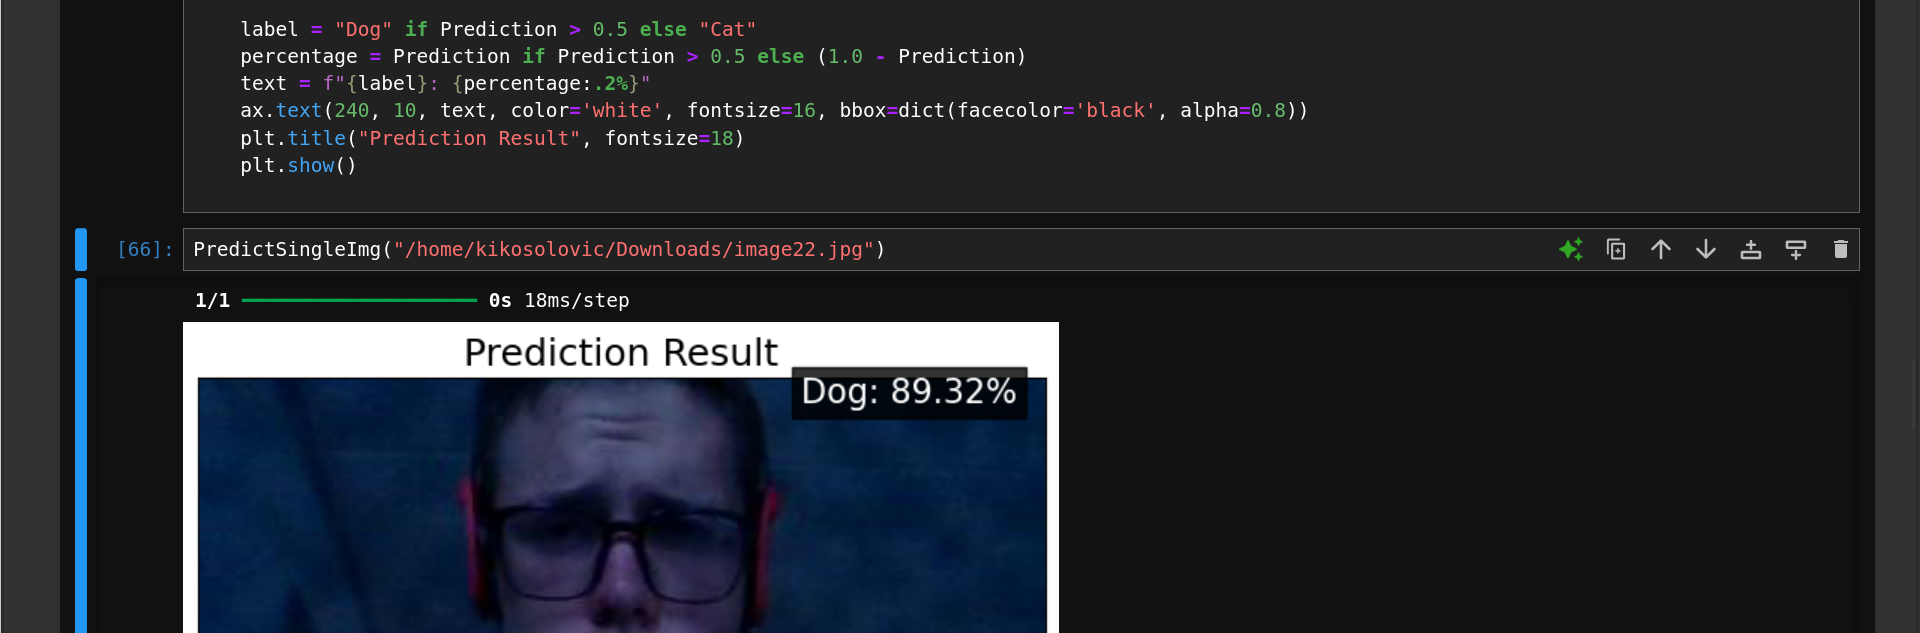 label = "Dog" if Prediction > 0.5 else "Cat"
percentage = Prediction if Prediction > 0.5 else (1.0 - Prediction)
text = f"{label}: {percentage:.2%}"
ax.text(240, 10, text, color='white', fontsize=16, bbox=dict(facecolor='black', alpha=0.8))
plt.title("Prediction Result", fontsize=18)
plt.show()
[66]: PredictSingleImg("/home/kikosolovic/Downloads/image22.jpg")
1/1 0s 18ms/step
Prediction Result
Dog: 89.32%